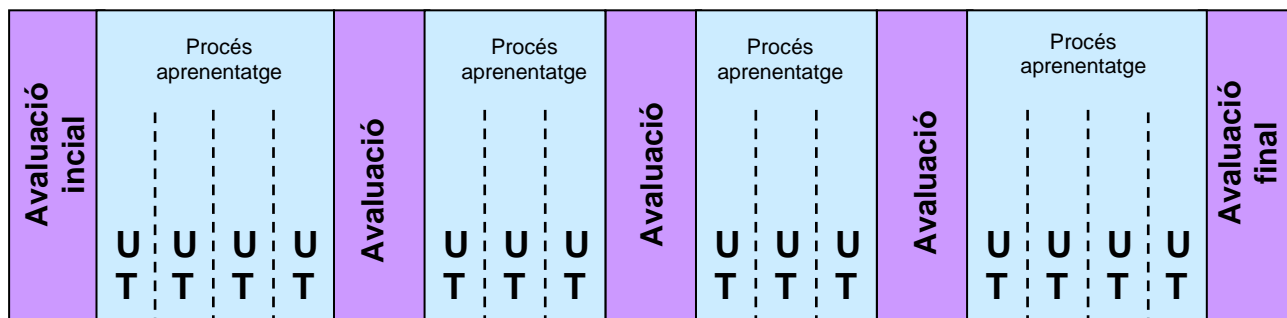 Avaluació
incial
Procés
aprenentatge
U U U U
T T T T
Avaluació
Procés
aprenentatge
U U U
T T T
Avaluació
Procés
aprenentatge
U U U
T T T
Avaluació
Procés
aprenentatge
U U U U
T T T T
Avaluació
final